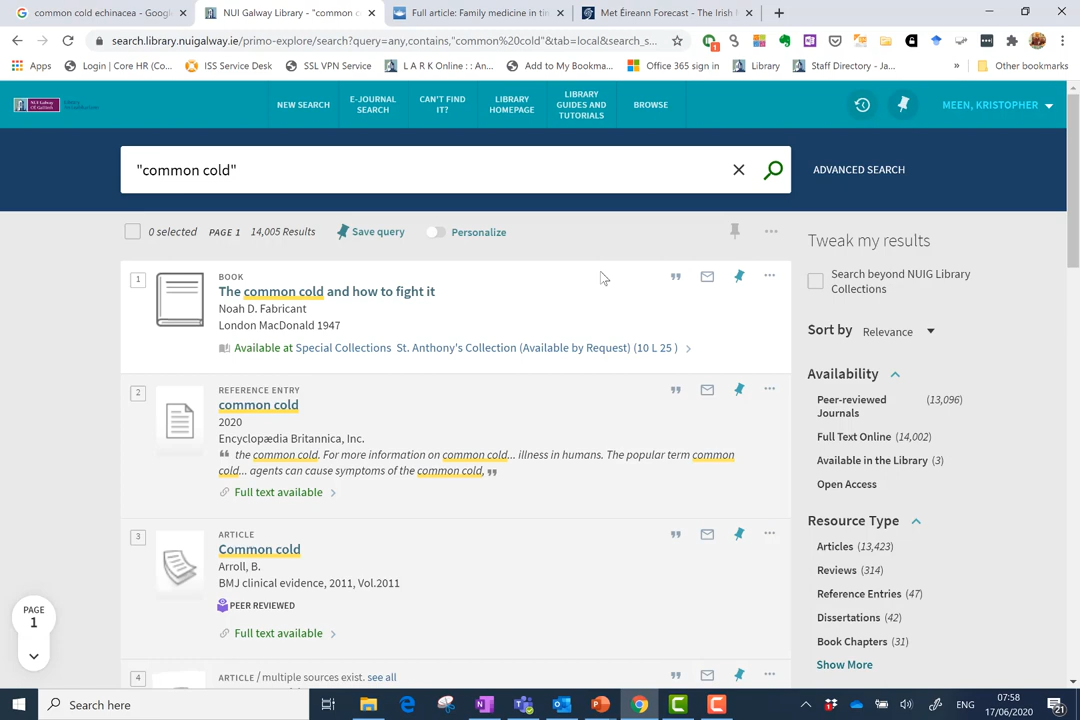 common cold echinacea - Googl
NUI Galway Library - "common c
Full article: Family medicine in ti
Met Éireann Forecast - The Irish
search.library.nuigalway.ie/primo-explore/search?query=any,contains,"common%20cold"&tab=local&search_s...
1
Apps
Login | Core HR (Co...
ISS Service Desk
SSL VPN Service
L A R K Online : : An...
Add to My Bookma...
Office 365 sign in
Library
Staff Directory - Ja...
»
Other bookmarks
NEW SEARCH
E-JOURNAL SEARCH
CAN'T FIND IT?
LIBRARY HOMEPAGE
LIBRARY GUIDES AND TUTORIALS
BROWSE
MEEN, KRISTOPHER
"common cold"
ADVANCED SEARCH
0 selected PAGE 1 14,005 Results
Save query
Personalize
1
BOOK
The common cold and how to fight it
Noah D. Fabricant
London MacDonald 1947
Available at Special Collections St. Anthony's Collection (Available by Request) (10 L 25 )
2
REFERENCE ENTRY
common cold
2020
Encyclopædia Britannica, Inc.
the common cold. For more information on common cold... illness in humans. The popular term common
cold... agents can cause symptoms of the common cold,
Full text available
3
ARTICLE
Common cold
Arroll, B.
BMJ clinical evidence, 2011, Vol.2011
PEER REVIEWED
Full text available
4
ARTICLE / multiple sources exist. see all
PAGE
1
Tweak my results
Search beyond NUIG Library
Collections
Sort by Relevance
Availability
Peer-reviewed (13,096)
Journals
Full Text Online (14,002)
Available in the Library (3)
Open Access
Resource Type
Articles (13,423)
Reviews (314)
Reference Entries (47)
Dissertations (42)
Book Chapters (31)
Show More
Search here
ENG
07:58
17/06/2020
21